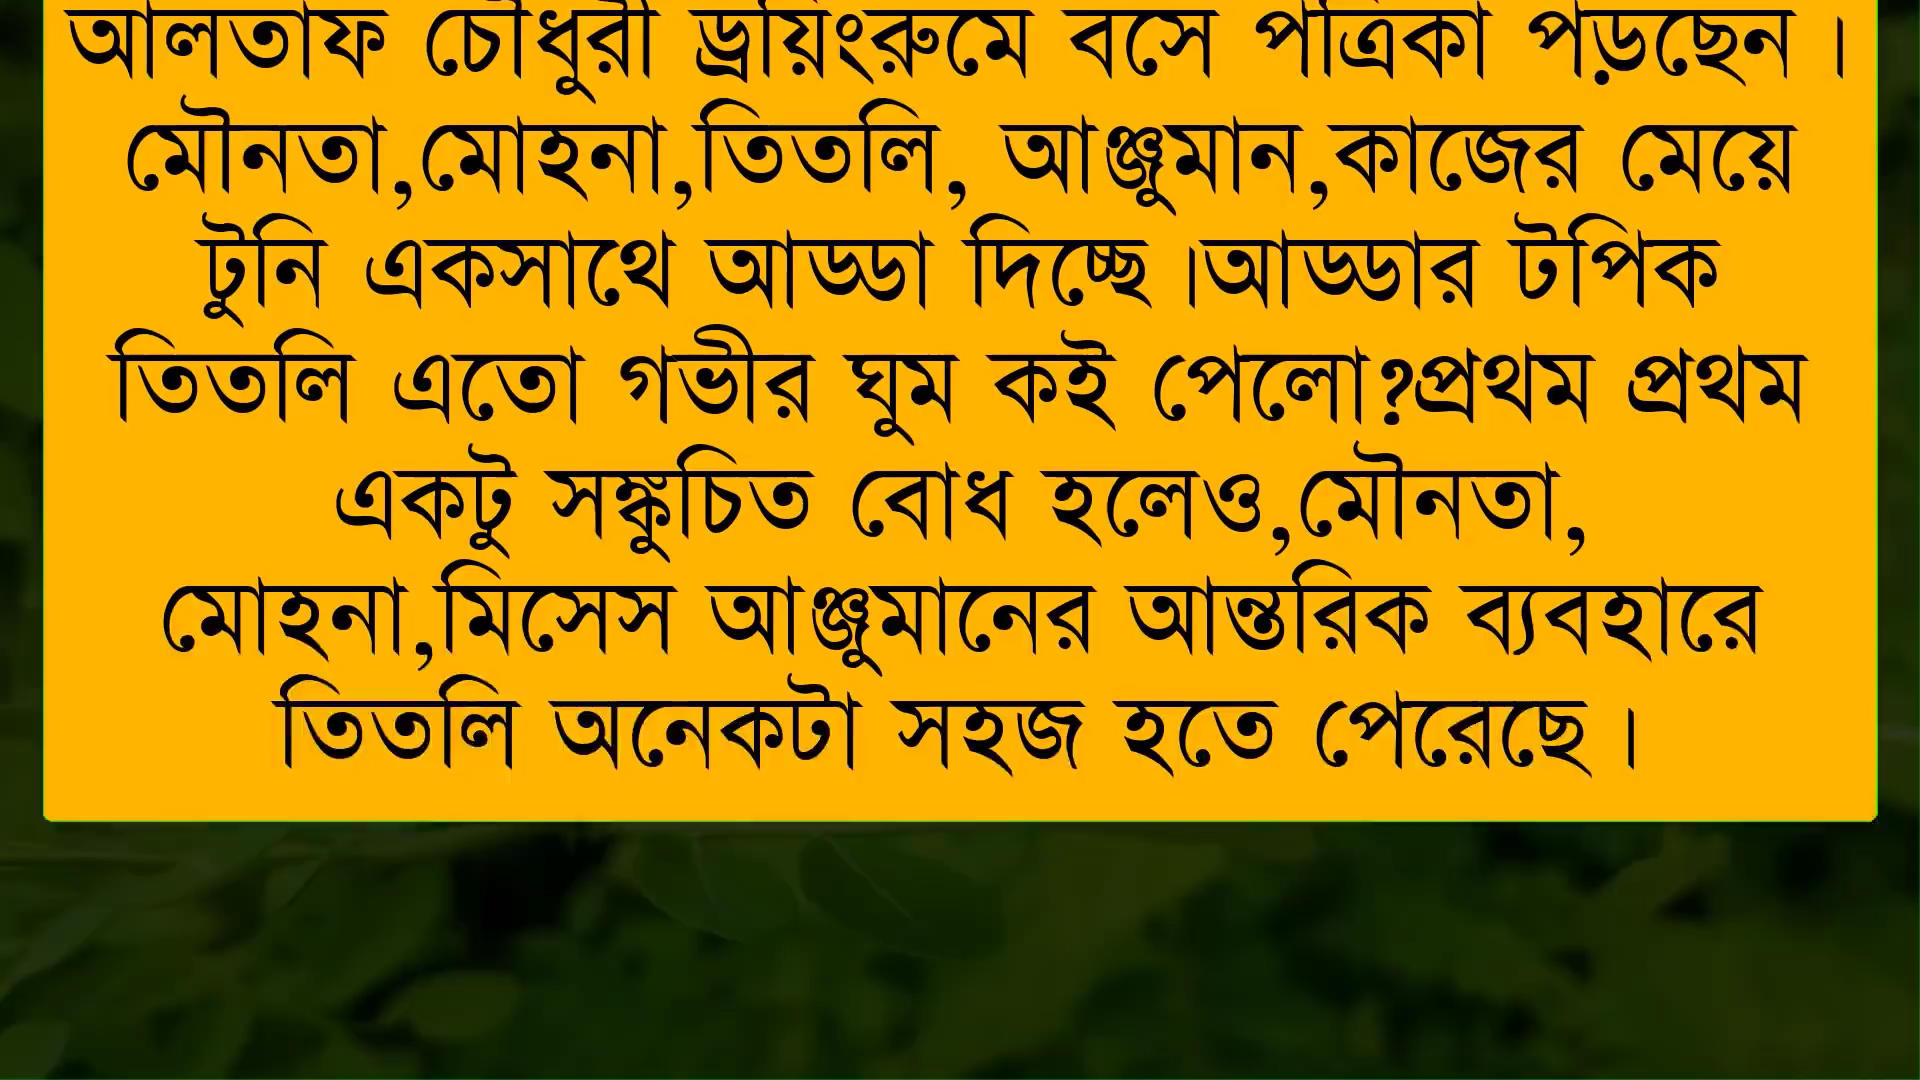 আলতাফ চৌধুরী ড্রয়িংরুমে বসে পত্রিকা পড়ছেন ।
মৌনতা,মোহনা,তিতলি, আঞ্জুমান,কাজের মেয়ে
টুনি একসাথে আড্ডা দিচ্ছে ।আড্ডার টপিক
তিতলি এতো গভীর ঘুম কই পেলো?প্রথম প্রথম
একটু সঙ্কুচিত বোধ হলেও,মৌনতা,
মোহনা,মিসেস আঞ্জুমানের আন্তরিক ব্যবহারে
তিতলি অনেকটা সহজ হতে পেরেছে ।